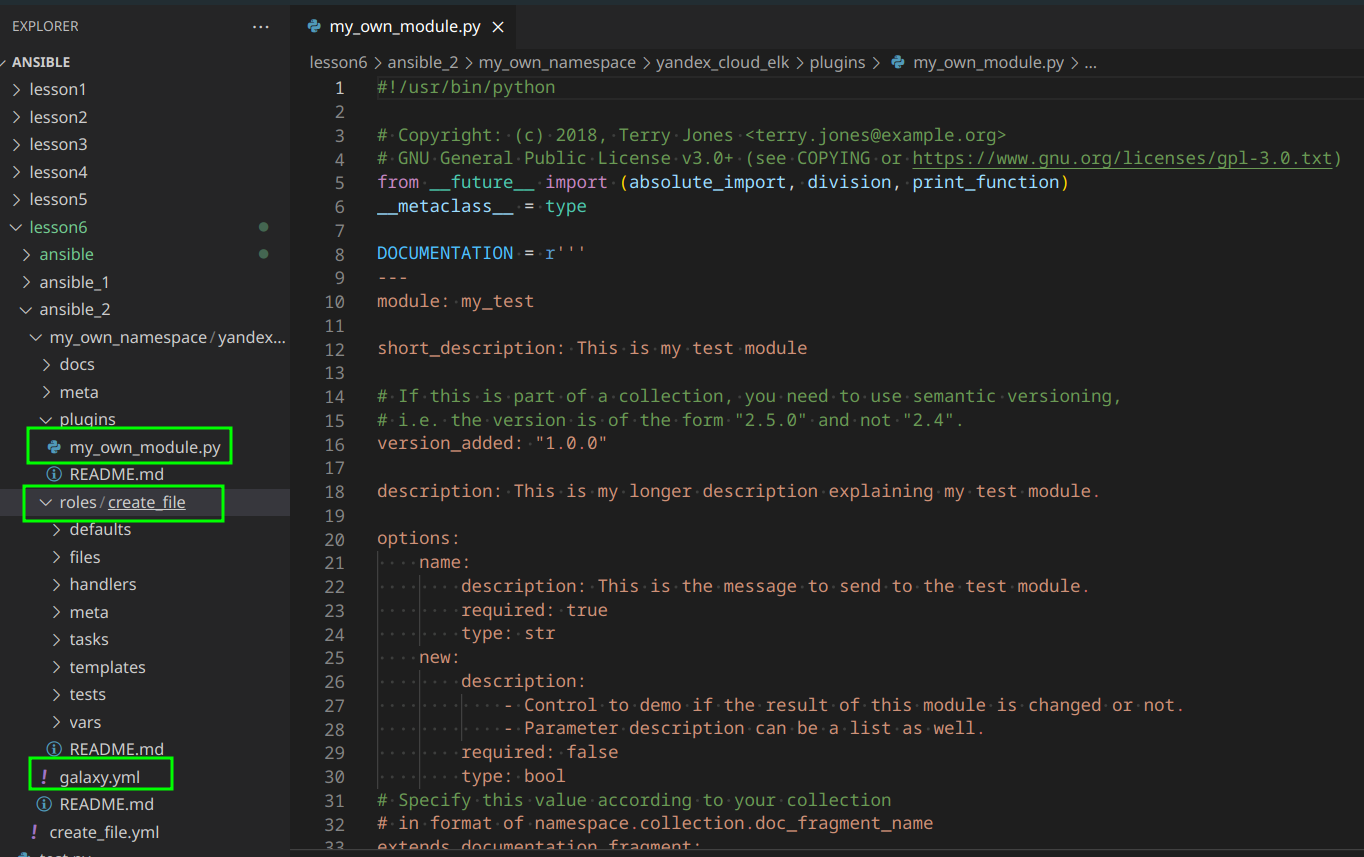 EXPLORER
...
ANSIBLE
lesson1
lesson2
lesson3
lesson4
lesson5
lesson6
ansible
ansible_1
ansible_2
my_own_namespace / yandex...
docs
meta
plugins
my_own_module.py
README.md
roles / create_file
defaults
files
handlers
meta
tasks
templates
tests
vars
README.md
! galaxy.yml
README.md
! create_file.yml
test.py
my_own_module.py ×
lesson6 > ansible_2 > my_own_namespace > yandex_cloud_elk > plugins > my_own_module.py > ...
1 #!/usr/bin/python
2
3 # Copyright: (c) 2018, Terry Jones <terry.jones@example.org>
4 # GNU General Public License v3.0+ (see COPYING or https://www.gnu.org/licenses/gpl-3.0.txt)
5 from __future__ import (absolute_import, division, print_function)
6 __metaclass__ = type
7
8 DOCUMENTATION = r'''
9 ---
10 module: my_test
11
12 short_description: This is my test module
13
14 # If this is part of a collection, you need to use semantic versioning,
15 # i.e. the version is of the form "2.5.0" and not "2.4".
16 version_added: "1.0.0"
17
18 description: This is my longer description explaining my test module.
19
20 options:
21     name:
22         description: This is the message to send to the test module.
23         required: true
24         type: str
25     new:
26         description:
27             - Control to demo if the result of this module is changed or not.
28             - Parameter description can be a list as well.
29         required: false
30         type: bool
31 # Specify this value according to your collection
32 # in format of namespace.collection.doc_fragment_name
33 extends_documentation_fragment: